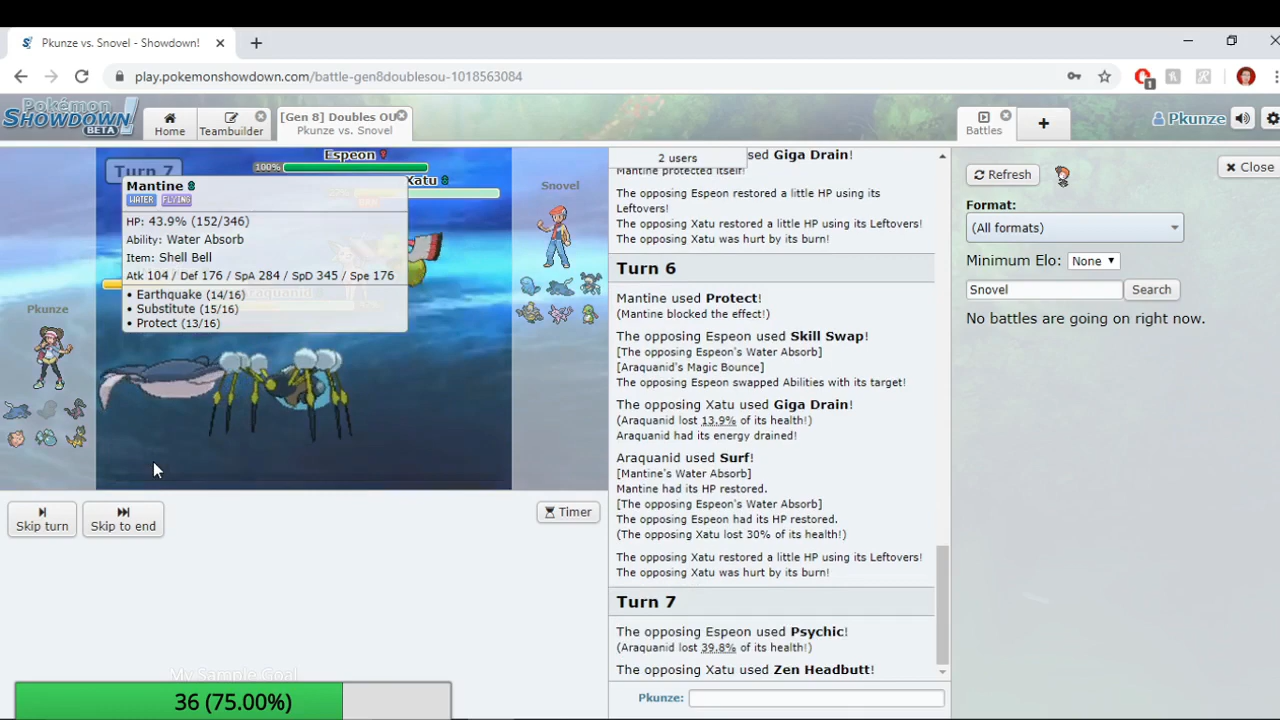 Pkunze vs. Snovel - Showdown!
play.pokemonshowdown.com/battle-gen8doublesou-1018563084
1
Pokémon
SHOWDOWN!
BETA
Home
Teambuilder
[Gen 8] Doubles OU
Pkunze vs. Snovel
Battles
Pkunze
Turn 7
Espeon
100%
Xatu
Mantine
WATER FLYING
HP: 43.9% (152/346)
Ability: Water Absorb
Item: Shell Bell
Atk 104 / Def 176 / SpA 284 / SpD 345 / Spe 176
• Earthquake (14/16)
• Substitute (15/16)
• Protect (13/16)
Pkunze
Snovel
Skip turn
Skip to end
Timer
2 users
sed Giga Drain!
Mantine protected itself!
The opposing Espeon restored a little HP using its
Leftovers!
The opposing Xatu restored a little HP using its Leftovers!
The opposing Xatu was hurt by its burn!
Turn 6
Mantine used Protect!
(Mantine blocked the effect!)
The opposing Espeon used Skill Swap!
[The opposing Espeon's Water Absorb]
[Araquanid's Magic Bounce]
The opposing Espeon swapped Abilities with its target!
The opposing Xatu used Giga Drain!
(Araquanid lost 13.9% of its health!)
Araquanid had its energy drained!
Araquanid used Surf!
[Mantine's Water Absorb]
Mantine had its HP restored.
[The opposing Espeon's Water Absorb]
The opposing Espeon had its HP restored.
(The opposing Xatu lost 30% of its health!)
The opposing Xatu restored a little HP using its Leftovers!
The opposing Xatu was hurt by its burn!
Turn 7
The opposing Espeon used Psychic!
(Araquanid lost 39.8% of its health!)
The opposing Xatu used Zen Headbutt!
Pkunze:
Refresh
Close
Format:
(All formats)
Minimum Elo: None
Snovel
Search
No battles are going on right now.
My Sample Goal
36 (75.00%)